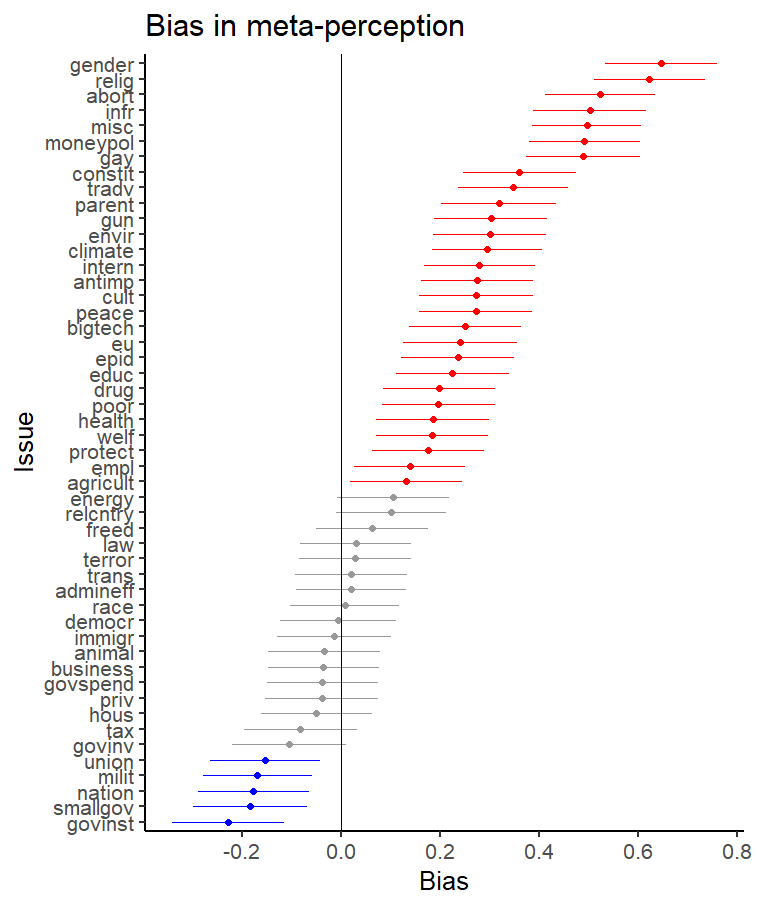 Bias in meta-perception
gender
relig
abort
infr
misc
moneypol
gay
constit
tradv
parent
gun
envir
climate
intern
antimp
cult
peace
bigtech
eu
epid
educ
drug
poor
health
welf
protect
empl
agricult
energy
relcntry
freed
law
terror
trans
admineff
race
democr
immigr
animal
business
govspend
priv
hous
tax
govinv
union
milit
nation
smallgov
govinst
Issue
-0.2 0.0 0.2 0.4 0.6 0.8
Bias